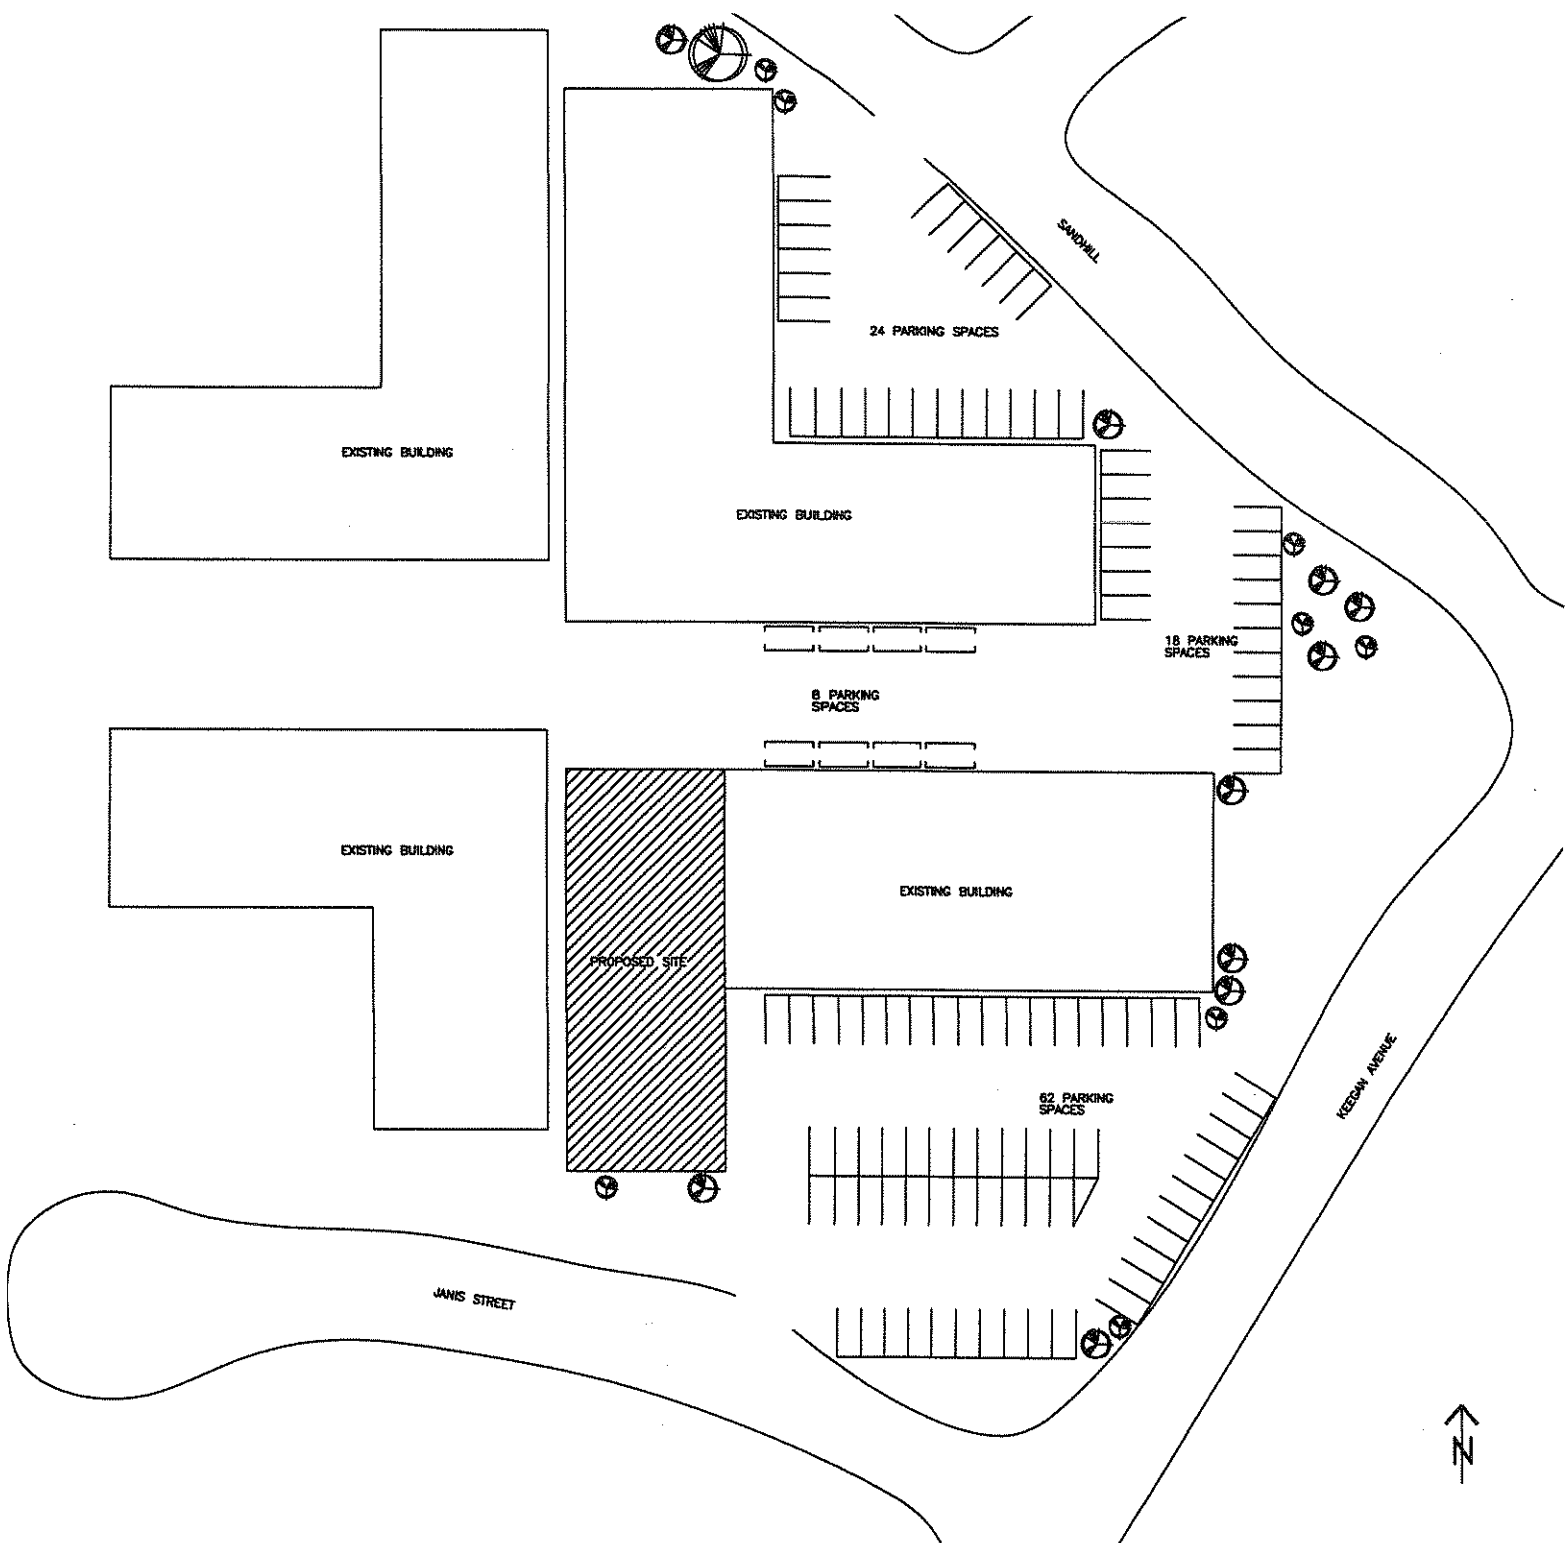 SANDHILL
24 PARKING SPACES
EXISTING BUILDING
EXISTING BUILDING
18 PARKING
SPACES
8 PARKING
SPACES
EXISTING BUILDING
EXISTING BUILDING
PROPOSED SITE
KEEGAN AVENUE
62 PARKING
SPACES
JANIS STREET
N